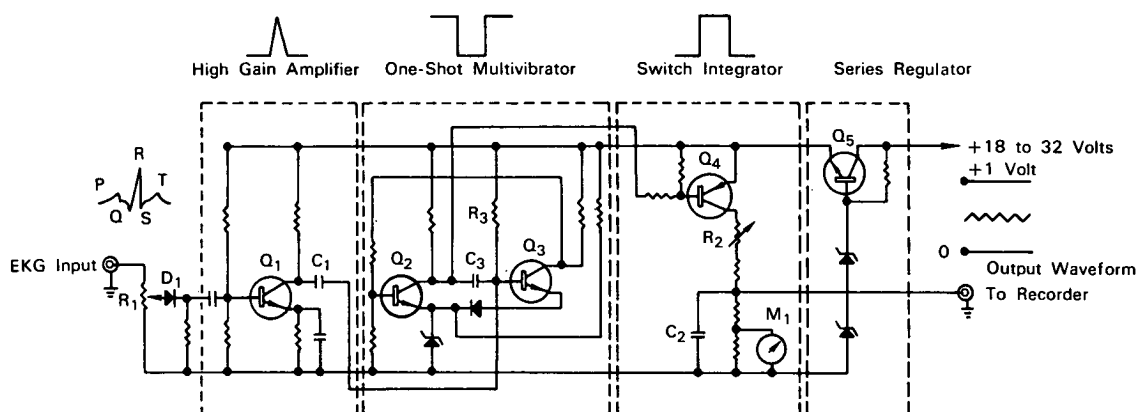 High Gain Amplifier
One-Shot Multivibrator
Switch Integrator
Series Regulator
R
P
T
Q
S
EKG Input
R1
D1
Q1
C1
Q2
R3
C3
Q3
Q4
R2
C2
M1
Q5
+18 to 32 Volts
+1 Volt
0
Output Waveform
To Recorder